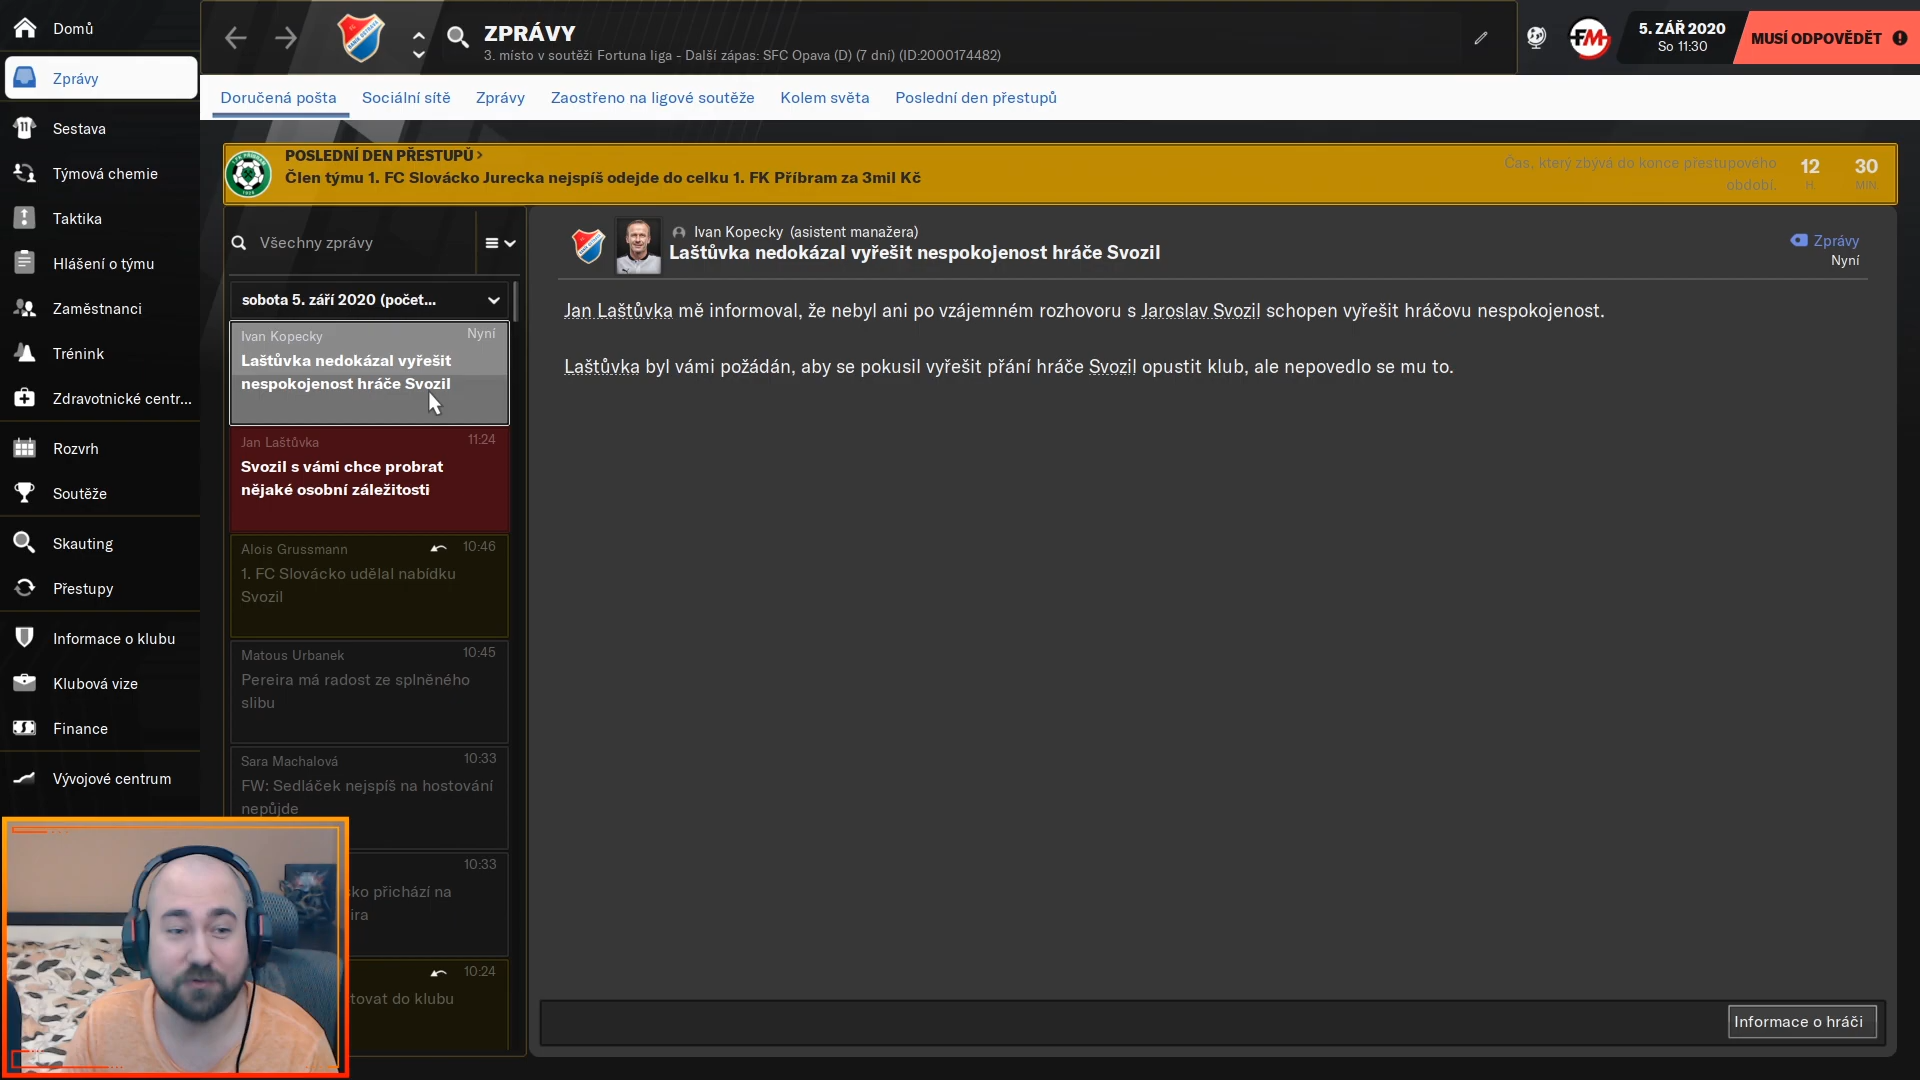 Domů
Zprávy
Sestava
Týmová chemie
Taktika
Hlášení o týmu
Zaměstnanci
Trénink
Zdravotnické centr...
Rozvrh
Soutěže
Skauting
Přestupy
Informace o klubu
Klubová vize
Finance
Vývojové centrum
ZPRÁVY
3. místo v soutěži Fortuna liga - Další zápas: SFC Opava (D) (7 dní) (ID:2000174482)
FM
5. ZÁŘ 2020
So 11:30
MUSÍ ODPOVĚDĚT
Doručená pošta Sociální sítě Zprávy Zaostřeno na ligové soutěže Kolem světa Poslední den přestupů
POSLEDNÍ DEN PŘESTUPŮ ›
Člen týmu 1. FC Slovácko Jurecka nejspíš odejde do celku 1. FK Příbram za 3mil Kč
Čas, který zbývá do konce přestupového
období.
12
H.
30
MIN.
Všechny zprávy
sobota 5. září 2020 (počet...
Ivan Kopecky Nyní
Laštůvka nedokázal vyřešit
nespokojenost hráče Svozil
Jan Laštůvka 11:24
Svozil s vámi chce probrat
nějaké osobní záležitosti
Alois Grussmann 10:46
1. FC Slovácko udělal nabídku
Svozil
Matous Urbanek 10:45
Pereira má radost ze splněného
slibu
Sara Machalová 10:33
FW: Sedláček nejspíš na hostování
nepůjde
10:33
ko přichází na
ira
10:24
tovat do klubu
Ivan Kopecky (asistent manažera)
Laštůvka nedokázal vyřešit nespokojenost hráče Svozil
Zprávy
Nyní
Jan Laštůvka mě informoval, že nebyl ani po vzájemném rozhovoru s Jaroslav Svozil schopen vyřešit hráčovu nespokojenost.
Laštůvka byl vámi požádán, aby se pokusil vyřešit přání hráče Svozil opustit klub, ale nepovedlo se mu to.
Informace o hráči